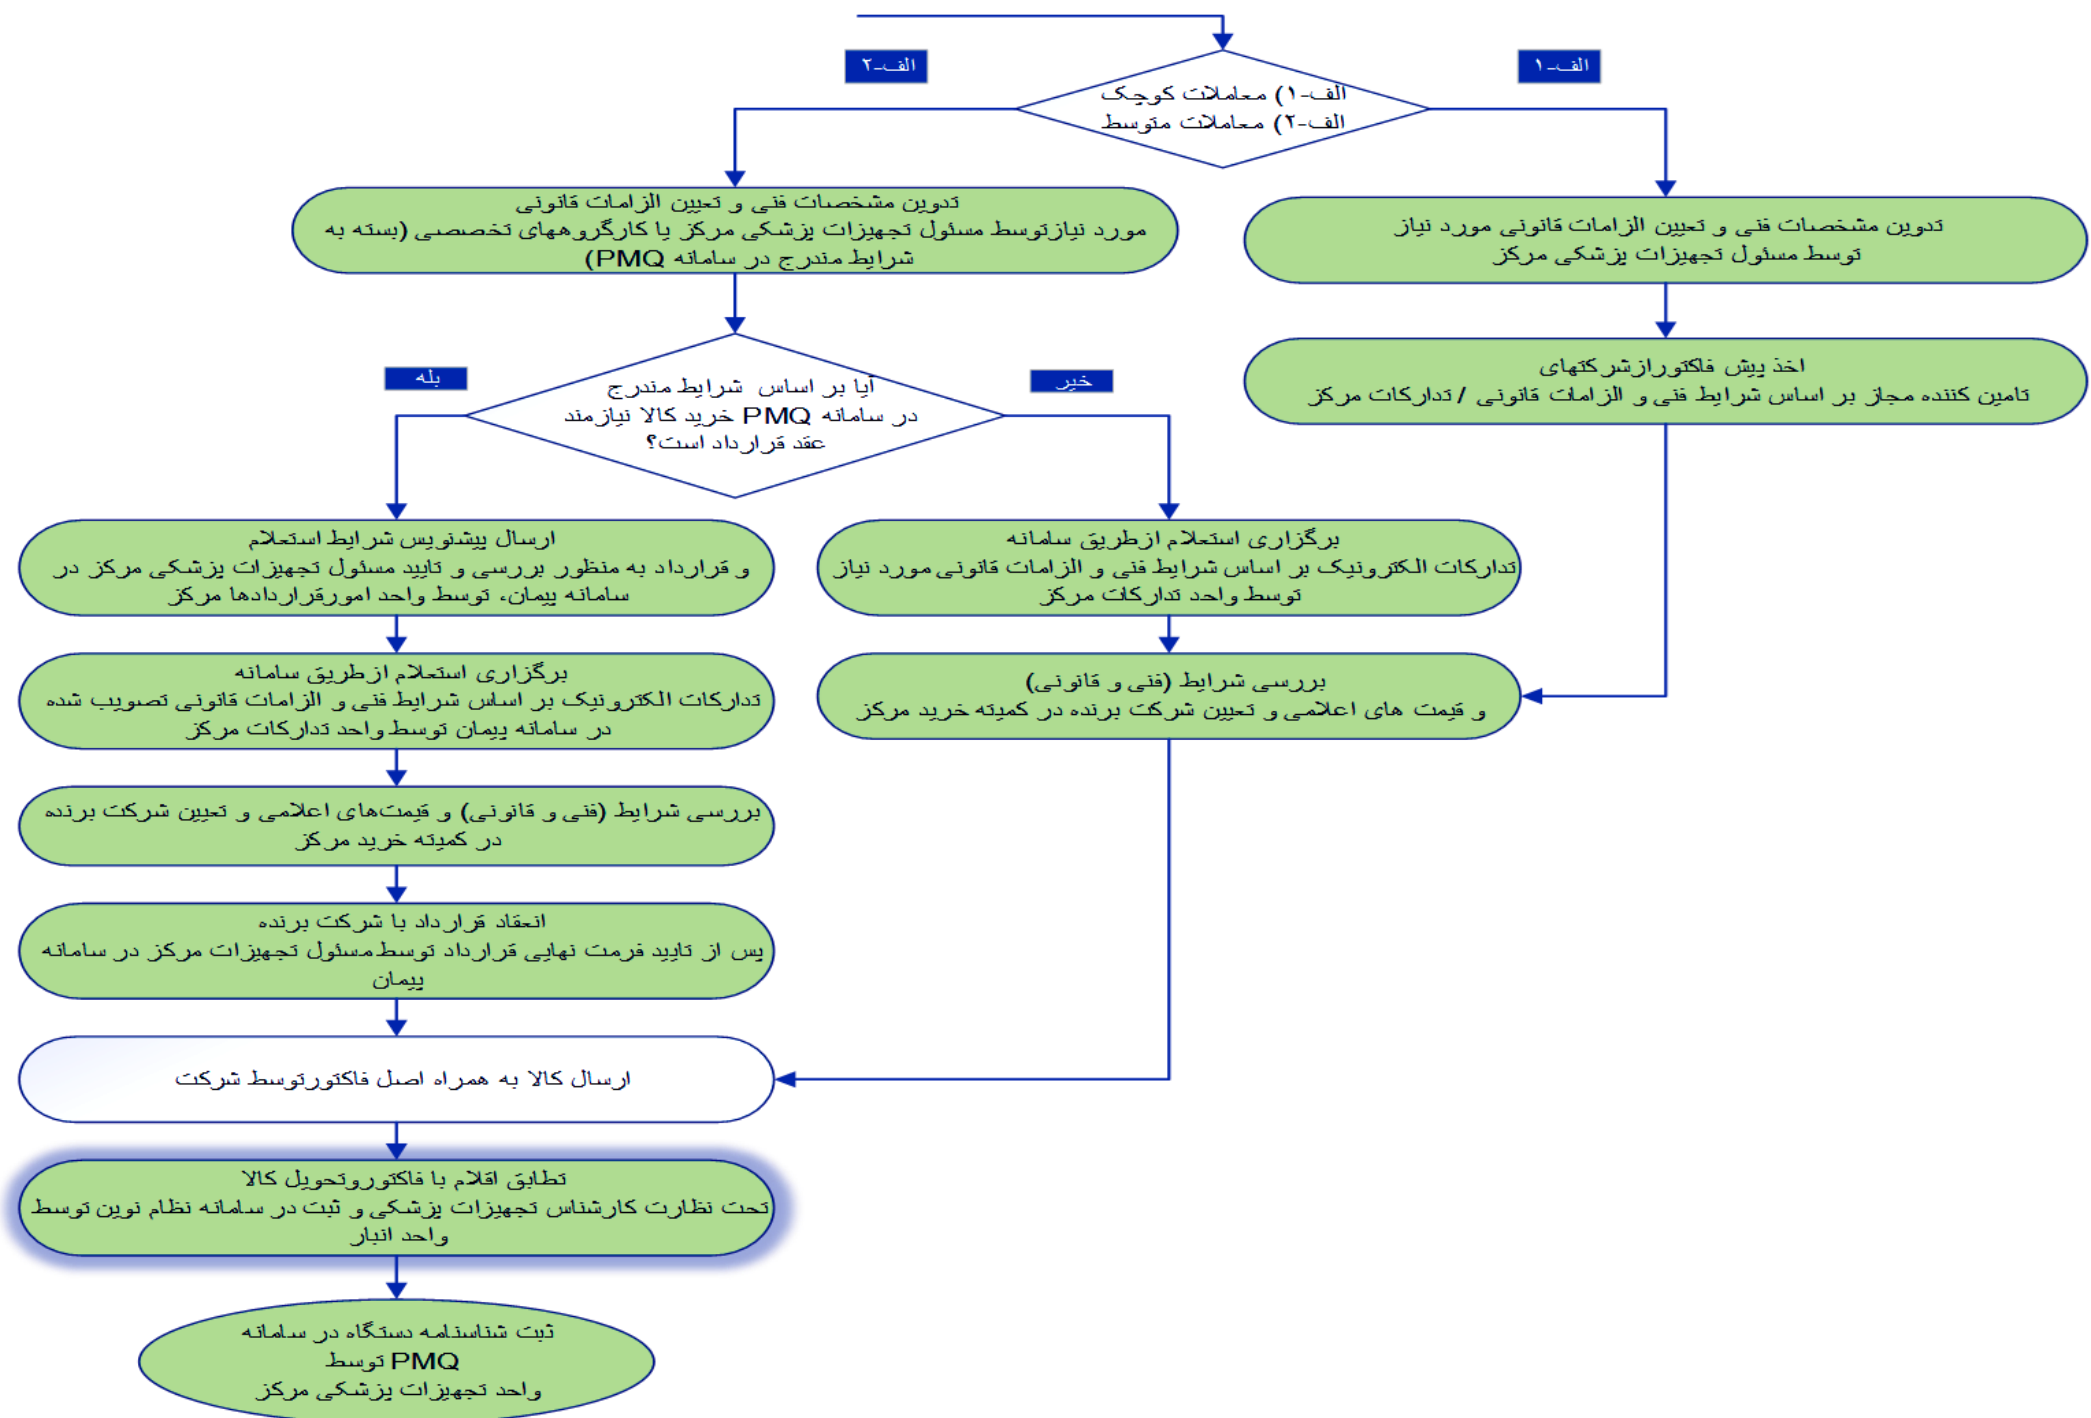 الف-۱
الف-۲
الف-۱) معاملات کوچک
الف-۲) معاملات متوسط
تدوین مشخصات فنی و تعیین الزامات قانونی مورد نیاز
توسط مسئول تجهیزات پزشکی مرکز
تدوین مشخصات فنی و تعیین الزامات قانونی
مورد نیازتوسط مسئول تجهیزات پزشکی مرکز یا کارگروههای تخصصی (بسته به
شرایط مندرج در سامانه PMQ)
اخذ پیش فاکتورازشرکتهای
تامین کننده مجاز بر اساس شرایط فنی و الزامات قانونی / تدارکات مرکز
خیر
بله
آیا بر اساس شرایط مندرج
در سامانه PMQ خرید کالا نیازمند
عقد قرارداد است؟
برگزاری استعلام ازطریق سامانه
تدارکات الکترونیک بر اساس شرایط فنی و الزامات قانونی مورد نیاز
توسط واحد تدارکات مرکز
ارسال پیشنویس شرایط استعلام
و قرارداد به منظور بررسی و تایید مسئول تجهیزات پزشکی مرکز در
سامانه پیمان، توسط واحد امورقراردادها مرکز
بررسی شرایط (فنی و قانونی)
و قیمت های اعلامی و تعیین شرکت برنده در کمیته خرید مرکز
برگزاری استعلام ازطریق سامانه
تدارکات الکترونیک بر اساس شرایط فنی و الزامات قانونی تصویب شده
در سامانه پیمان توسط واحد تدارکات مرکز
بررسی شرایط (فنی و قانونی) و قیمت‌های اعلامی و تعیین شرکت برنده
در کمیته خرید مرکز
انعقاد قرارداد با شرکت برنده
پس از تایید فرمت نهایی قرارداد توسط مسئول تجهیزات مرکز در سامانه
پیمان
ارسال کالا به همراه اصل فاکتورتوسط شرکت
تطابق اقلام با فاکتوروتحویل کالا
تحت نظارت کارشناس تجهیزات پزشکی و ثبت در سامانه نظام نوین توسط
واحد انبار
ثبت شناسنامه دستگاه در سامانه
PMQ توسط
واحد تجهیزات پزشکی مرکز